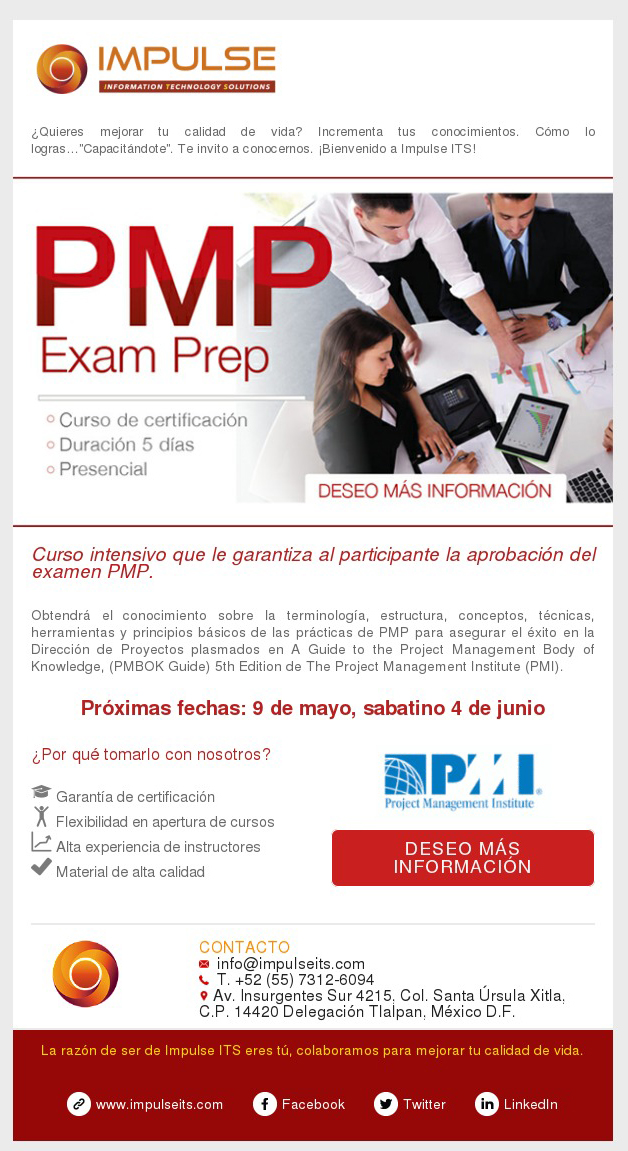 IMPULSE
INFORMATION TECHNOLOGY SOLUTIONS
¿Quieres mejorar tu calidad de vida? Incrementa tus conocimientos. Cómo lo
logras..."Capacitándote". Te invito a conocernos. ¡Bienvenido a Impulse ITS!
PMP
Exam Prep
Curso de certificación
Duración 5 días
Presencial
DESEO MÁS INFORMACIÓN
Curso intensivo que le garantiza al participante la aprobación del
examen PMP.
Obtendrá el conocimiento sobre la terminología, estructura, conceptos, técnicas,
herramientas y principios básicos de las prácticas de PMP para asegurar el éxito en la
Dirección de Proyectos plasmados en A Guide to the Project Management Body of
Knowledge, (PMBOK Guide) 5th Edition de The Project Management Institute (PMI).
Próximas fechas: 9 de mayo, sabatino 4 de junio
¿Por qué tomarlo con nosotros?
Garantía de certificación
Flexibilidad en apertura de cursos
Alta experiencia de instructores
Material de alta calidad
PMI®
Project Management Institute
DESEO MÁS
INFORMACIÓN
CONTACTO
info@impulseits.com
T. +52 (55) 7312-6094
Av. Insurgentes Sur 4215, Col. Santa Úrsula Xitla,
C.P. 14420 Delegación Tlalpan, México D.F.
La razón de ser de Impulse ITS eres tú, colaboramos para mejorar tu calidad de vida.
www.impulseits.com Facebook Twitter LinkedIn